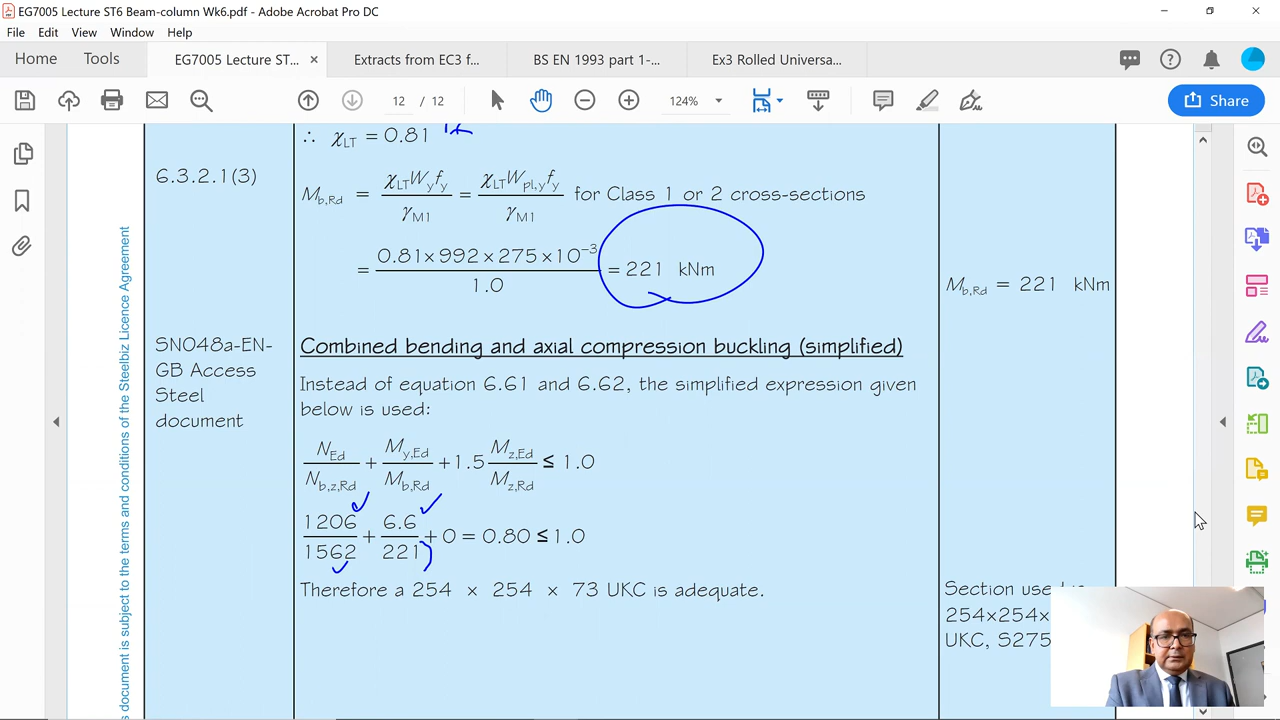 EG7005 Lecture ST6 Beam-column Wk6.pdf - Adobe Acrobat Pro DC
File Edit View Window Help
Home Tools EG7005 Lecture ST... × Extracts from EC3 f... BS EN 1993 part 1-... Ex3 Rolled Universa...
12 / 12 124% Share
∴ χLT = 0.81
6.3.2.1(3)
Mb,Rd = χLT Wy fy / γM1 = χLT Wpl,y fy / γM1 for Class 1 or 2 cross-sections
= 0.81×992×275×10⁻³ / 1.0 = 221 kNm
Mb,Rd = 221 kNm
SN048a-EN-
GB Access
Steel
document
Combined bending and axial compression buckling (simplified)
Instead of equation 6.61 and 6.62, the simplified expression given
below is used:
NEd / Nb,z,Rd + My,Ed / Mb,Rd + 1.5 Mz,Ed / Mz,Rd ≤ 1.0
1206 / 1562 + 6.6 / 221 + 0 = 0.80 ≤ 1.0
Therefore a 254 × 254 × 73 UKC is adequate.
Section used
254×254×
UKC, S275
document is subject to the terms and conditions of the Steelbiz Licence Agreement